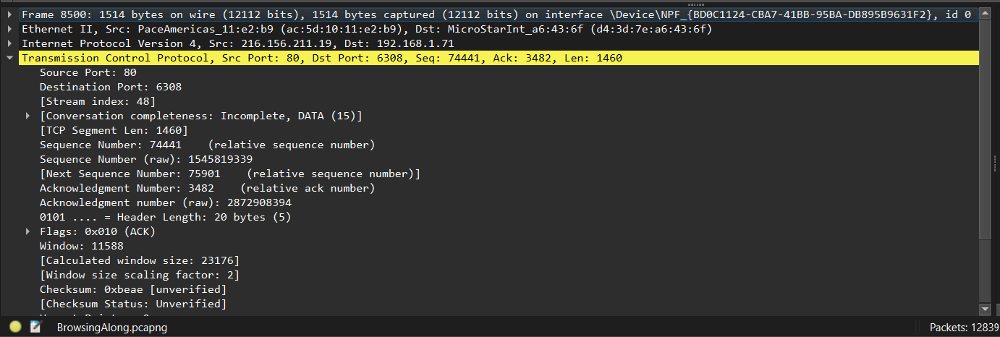 Frame 8500: 1514 bytes on wire (12112 bits), 1514 bytes captured (12112 bits) on interface \Device\NPF_{BD0C1124-CBA7-41BB-95BA-DB895B9631F2}, id 0
Ethernet II, Src: PaceAmericas_11:e2:b9 (ac:5d:10:11:e2:b9), Dst: MicroStarInt_a6:43:6f (d4:3d:7e:a6:43:6f)
Internet Protocol Version 4, Src: 216.156.211.19, Dst: 192.168.1.71
Transmission Control Protocol, Src Port: 80, Dst Port: 6308, Seq: 74441, Ack: 3482, Len: 1460
Source Port: 80
Destination Port: 6308
[Stream index: 48]
[Conversation completeness: Incomplete, DATA (15)]
[TCP Segment Len: 1460]
Sequence Number: 74441    (relative sequence number)
Sequence Number (raw): 1545819339
[Next Sequence Number: 75901    (relative sequence number)]
Acknowledgment Number: 3482    (relative ack number)
Acknowledgment number (raw): 2872908394
0101 .... = Header Length: 20 bytes (5)
Flags: 0x010 (ACK)
Window: 11588
[Calculated window size: 23176]
[Window size scaling factor: 2]
Checksum: 0xbeae [unverified]
[Checksum Status: Unverified]
BrowsingAlong.pcapng
Packets: 12839